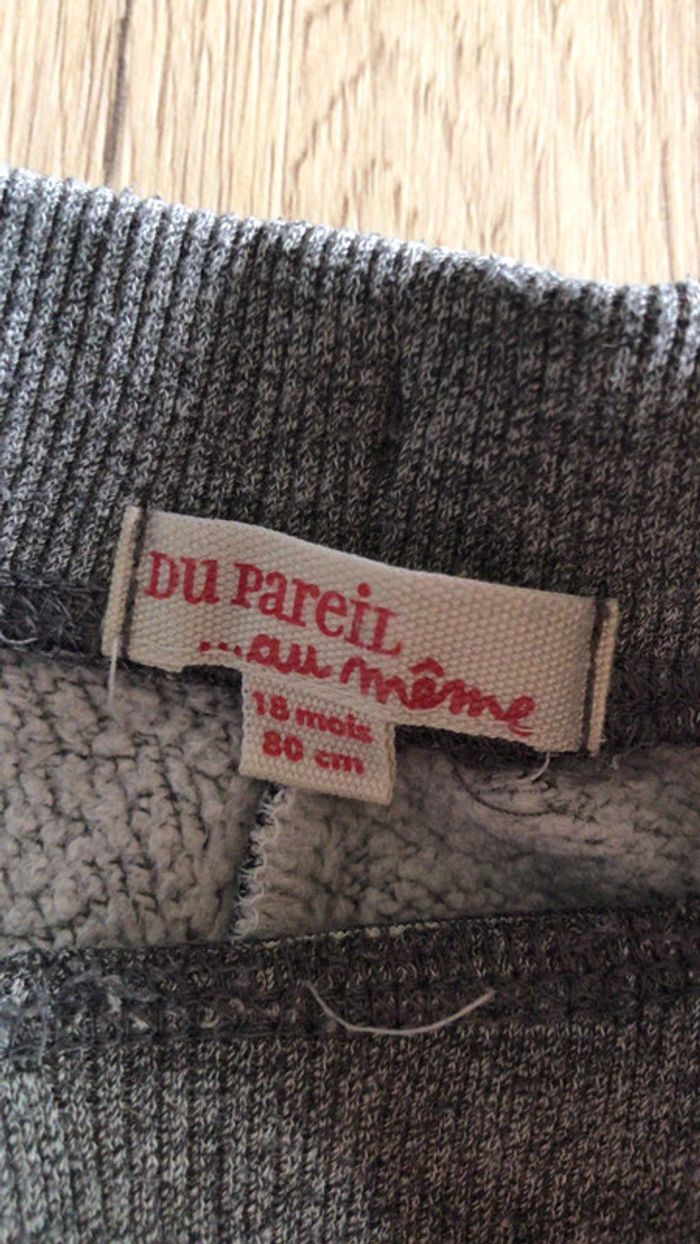 DU PareiL
...au même
18 mois
80 cm